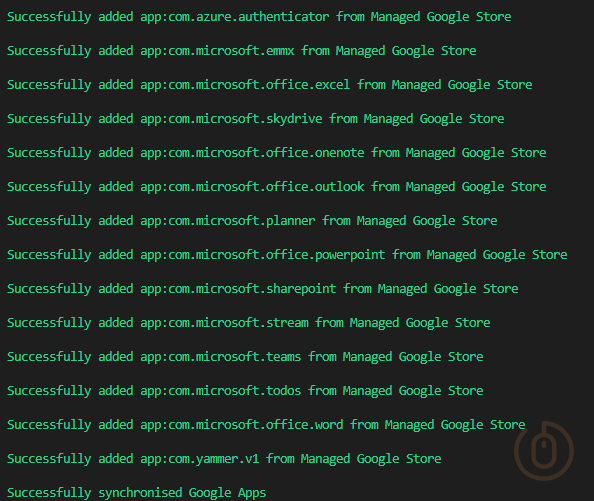 Successfully added app:com.azure.authenticator from Managed Google Store
Successfully added app:com.microsoft.emmx from Managed Google Store
Successfully added app:com.microsoft.office.excel from Managed Google Store
Successfully added app:com.microsoft.skydrive from Managed Google Store
Successfully added app:com.microsoft.office.onenote from Managed Google Store
Successfully added app:com.microsoft.office.outlook from Managed Google Store
Successfully added app:com.microsoft.planner from Managed Google Store
Successfully added app:com.microsoft.office.powerpoint from Managed Google Store
Successfully added app:com.microsoft.sharepoint from Managed Google Store
Successfully added app:com.microsoft.stream from Managed Google Store
Successfully added app:com.microsoft.teams from Managed Google Store
Successfully added app:com.microsoft.todos from Managed Google Store
Successfully added app:com.microsoft.office.word from Managed Google Store
Successfully added app:com.yammer.v1 from Managed Google Store
Successfully synchronised Google Apps